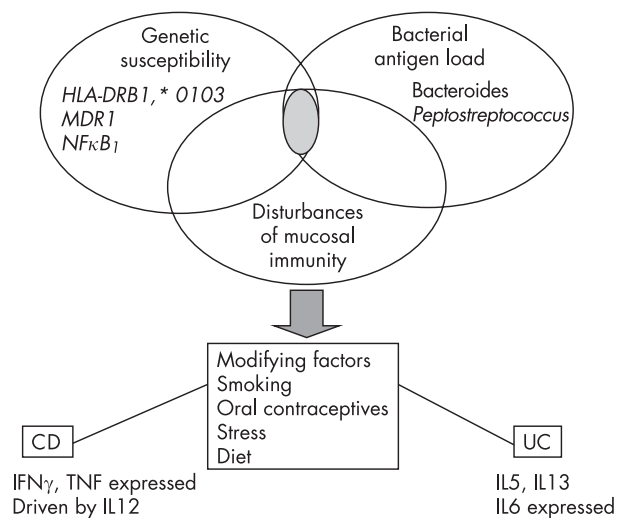 Genetic
susceptibility
HLA-DRB1,* 0103
MDR1
NFκB1
Bacterial
antigen load
Bacteroides
Peptostreptococcus
Disturbances
of mucosal
immunity
Modifying factors
Smoking
Oral contraceptives
Stress
Diet
CD
IFNγ, TNF expressed
Driven by IL12
UC
IL5, IL13
IL6 expressed